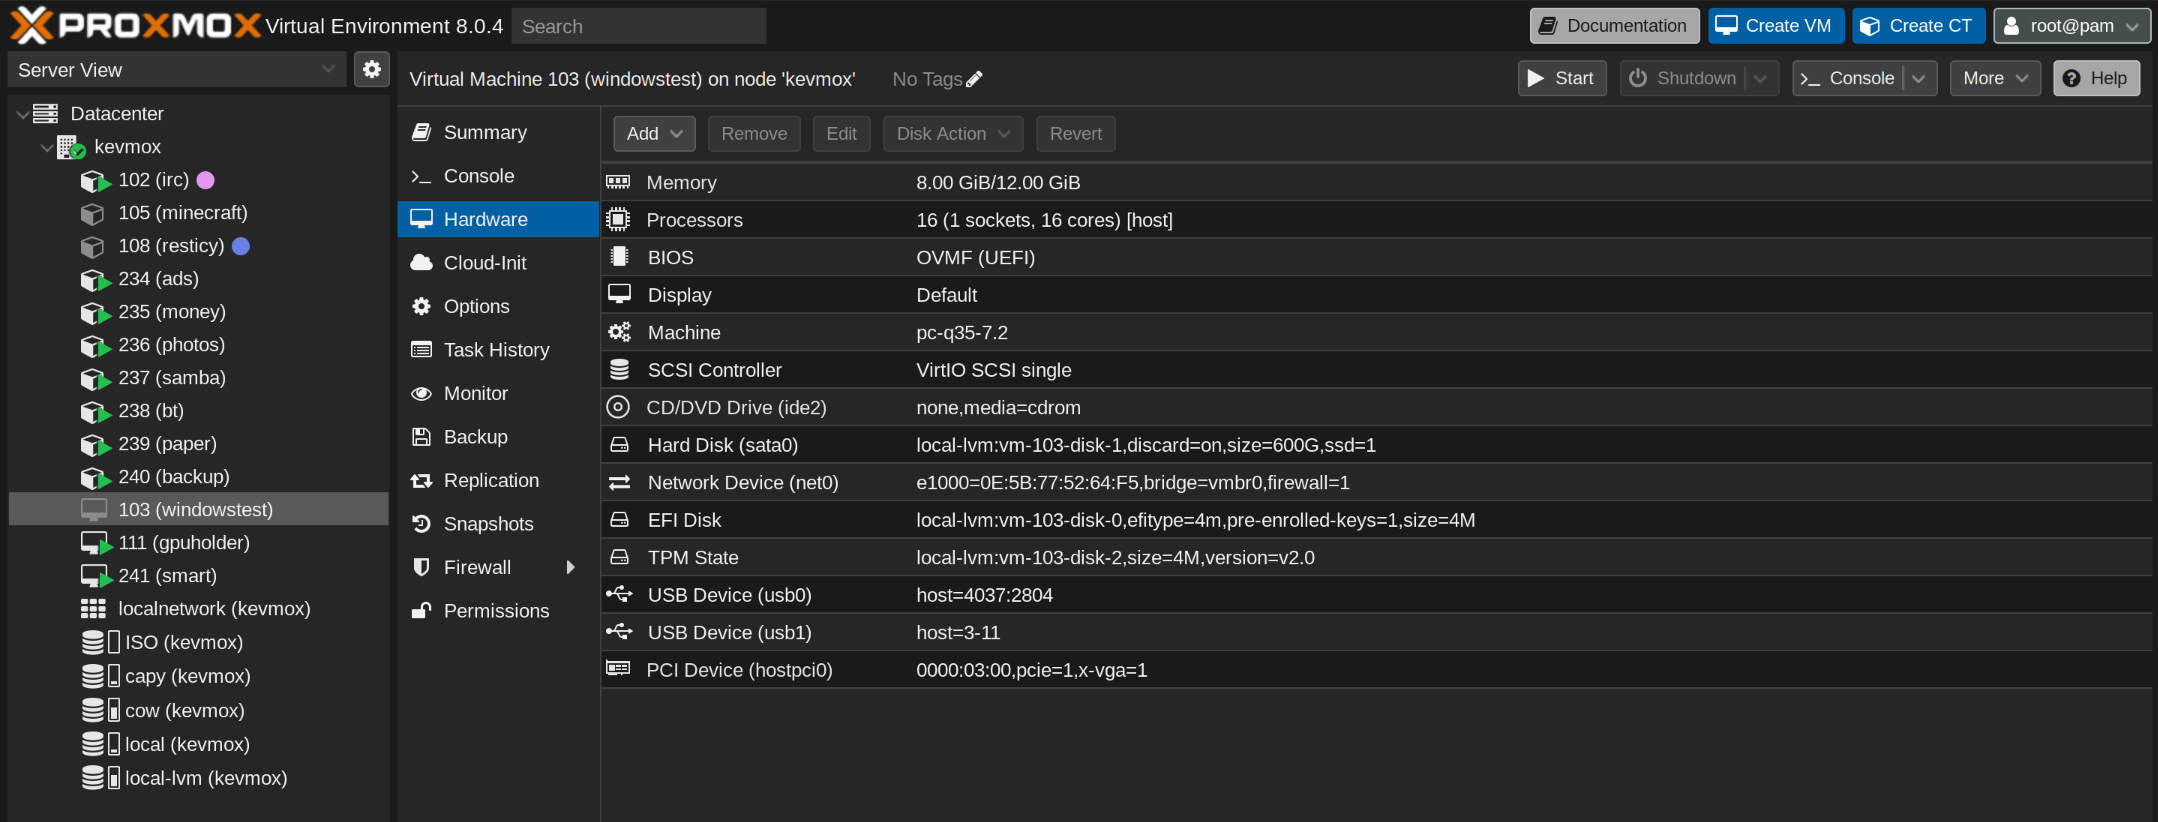 PROXMOX Virtual Environment 8.0.4 Search Documentation Create VM Create CT root@pam
Server View
Virtual Machine 103 (windowstest) on node 'kevmox' No Tags Start Shutdown Console More Help
Datacenter
kevmox
102 (irc)
105 (minecraft)
108 (resticy)
234 (ads)
235 (money)
236 (photos)
237 (samba)
238 (bt)
239 (paper)
240 (backup)
103 (windowstest)
111 (gpuholder)
241 (smart)
localnetwork (kevmox)
ISO (kevmox)
capy (kevmox)
cow (kevmox)
local (kevmox)
local-lvm (kevmox)
Summary
Console
Hardware
Cloud-Init
Options
Task History
Monitor
Backup
Replication
Snapshots
Firewall
Permissions
Add Remove Edit Disk Action Revert
Memory 8.00 GiB/12.00 GiB
Processors 16 (1 sockets, 16 cores) [host]
BIOS OVMF (UEFI)
Display Default
Machine pc-q35-7.2
SCSI Controller VirtIO SCSI single
CD/DVD Drive (ide2) none,media=cdrom
Hard Disk (sata0) local-lvm:vm-103-disk-1,discard=on,size=600G,ssd=1
Network Device (net0) e1000=0E:5B:77:52:64:F5,bridge=vmbr0,firewall=1
EFI Disk local-lvm:vm-103-disk-0,efitype=4m,pre-enrolled-keys=1,size=4M
TPM State local-lvm:vm-103-disk-2,size=4M,version=v2.0
USB Device (usb0) host=4037:2804
USB Device (usb1) host=3-11
PCI Device (hostpci0) 0000:03:00,pcie=1,x-vga=1